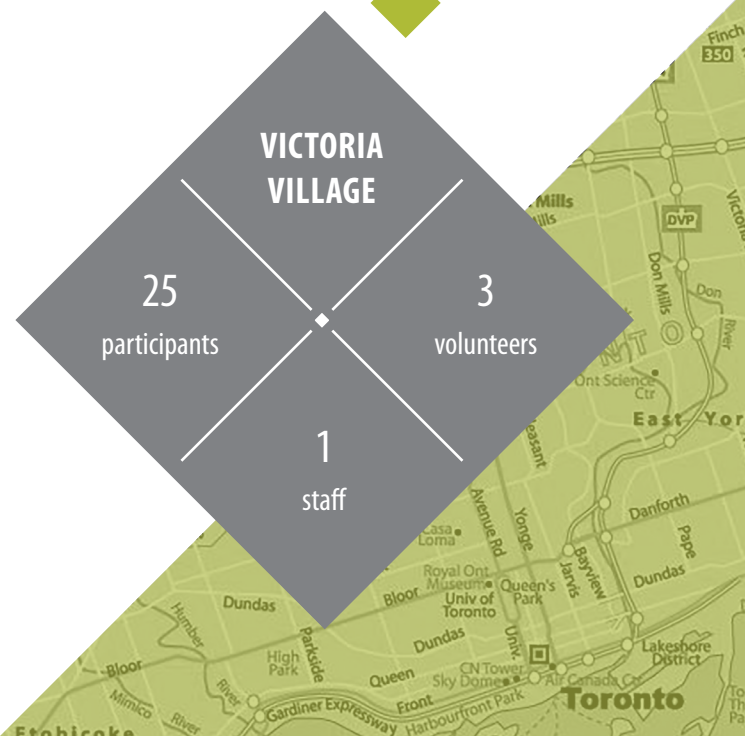 VICTORIA
VILLAGE
25
participants
3
volunteers
1
staff
Finch
350
Mills
DVP
Don Mills
Don
River
Ont Science
Ctr
East Yor
easant
Avenue Rd
Yonge
Danforth
Pape
Casa
Loma
Bayview
Jarvis
Royal Ont
Museum
Queen's
Park
Dundas
Bloor
Univ of
Toronto
Dundas
Humber
Parkside
Dundas
Univ.
High
Park
Lakeshore
District
Bloor
Queen
CN Tower
Sky Dome
Air Canada Ctr
River
Front
Harbourfront Park
Toronto
Mimico
River
Gardiner Expressway
Etobicoke